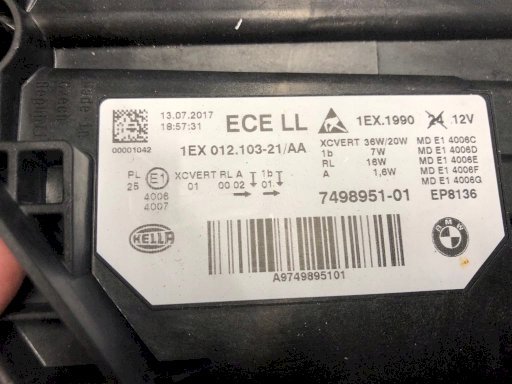 13.07.2017
18:57:31
00001042
ECE LL
1EX 012.103-21/AA
1EX.1990 24 12V
XCVERT 36W/20W
1b 7W
RL 16W
A 1,6W
MD E1 4006C
MD E1 4006D
MD E1 4006E
MD E1 4006F
MD E1 4006G
PL E1 XCVERT RL A 1b
25 01 00 02 01
4006
4007
7498951-01 EP8136
HELLA
BMW
A9749895101